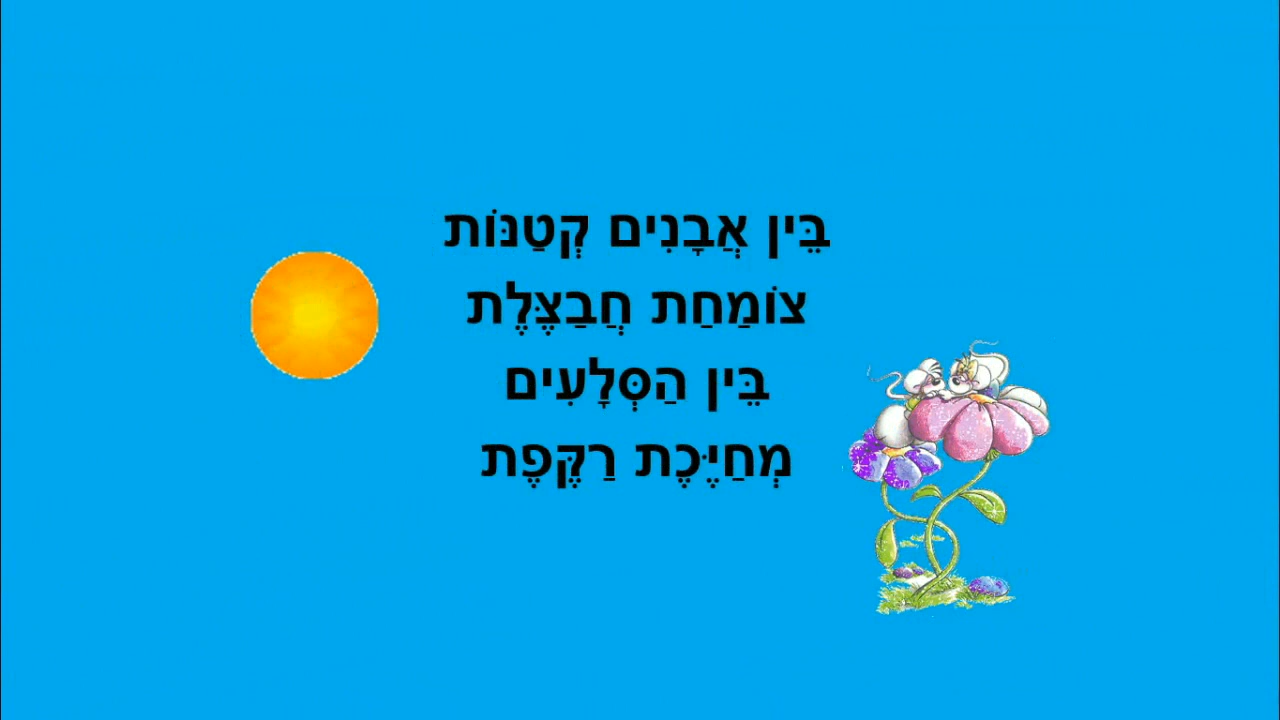 בֵּין אֲבָנִים קְטַנּוֹת
צוֹמַחַת חֲבַצֶּלֶת
בֵּין הַסְּלָעִים
מְחַיֶּכֶת רַקֶּפֶת